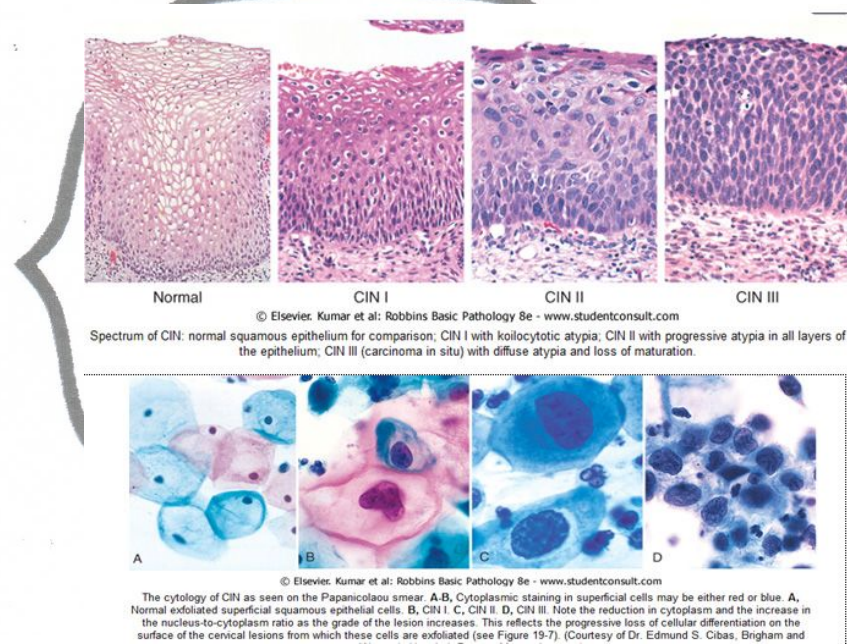 Normal CIN I CIN II CIN III
© Elsevier. Kumar et al: Robbins Basic Pathology 8e - www.studentconsult.com
Spectrum of CIN: normal squamous epithelium for comparison; CIN I with koilocytotic atypia; CIN II with progressive atypia in all layers of
the epithelium; CIN III (carcinoma in situ) with diffuse atypia and loss of maturation.
A B C D
© Elsevier. Kumar et al: Robbins Basic Pathology 8e - www.studentconsult.com
The cytology of CIN as seen on the Papanicolaou smear. A-B, Cytoplasmic staining in superficial cells may be either red or blue. A,
Normal exfoliated superficial squamous epithelial cells. B, CIN I. C, CIN II. D, CIN III. Note the reduction in cytoplasm and the increase in
the nucleus-to-cytoplasm ratio as the grade of the lesion increases. This reflects the progressive loss of cellular differentiation on the
surface of the cervical lesions from which these cells are exfoliated (see Figure 19-7). (Courtesy of Dr. Edmund S. Cibas, Brigham and